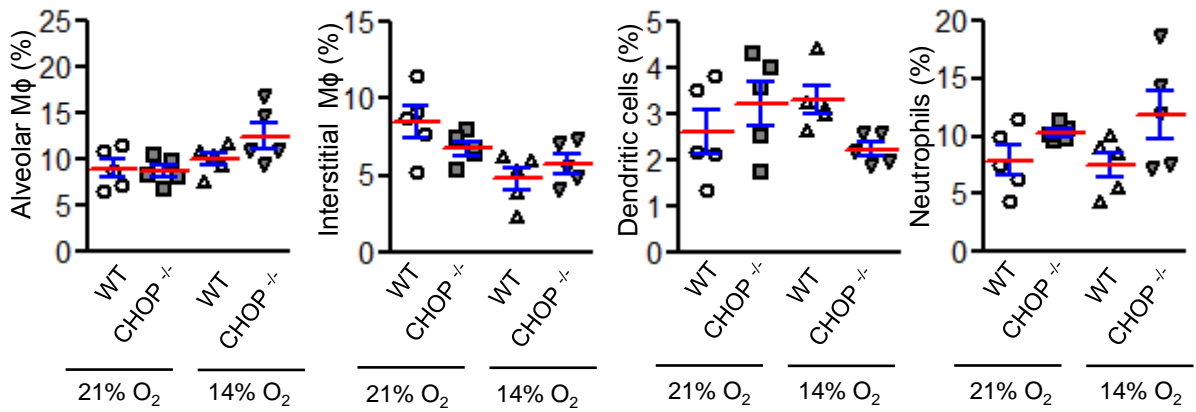 Alveolar Mϕ (%)
25
20
15
10
5
0
WT
CHOP -/-
WT
CHOP -/-
21% O2
14% O2
Interstitial Mϕ (%)
15
10
5
0
WT
CHOP -/-
WT
CHOP -/-
21% O2
14% O2
Dendritic cells (%)
5
4
3
2
1
0
WT
CHOP -/-
WT
CHOP -/-
21% O2
14% O2
Neutrophils (%)
20
15
10
5
0
WT
CHOP -/-
WT
CHOP -/-
21% O2
14% O2